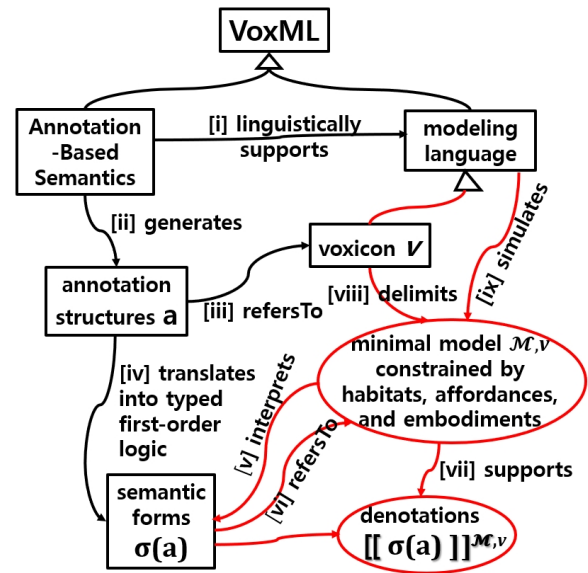 VoxML
Annotation
-Based
Semantics
[i] linguistically
supports
modeling
language
[ii] generates
voxicon V
[ix] simulates
annotation
structures a
[iii] refersTo
[viii] delimits
minimal model ℳ,v
constrained by
habitats, affordances,
and embodiments
[iv] translates
into typed
first-order
logic
[v] interprets
[vi] refersTo
[vii] supports
semantic
forms
σ(a)
denotations
[[ σ(a) ]]ℳ,v